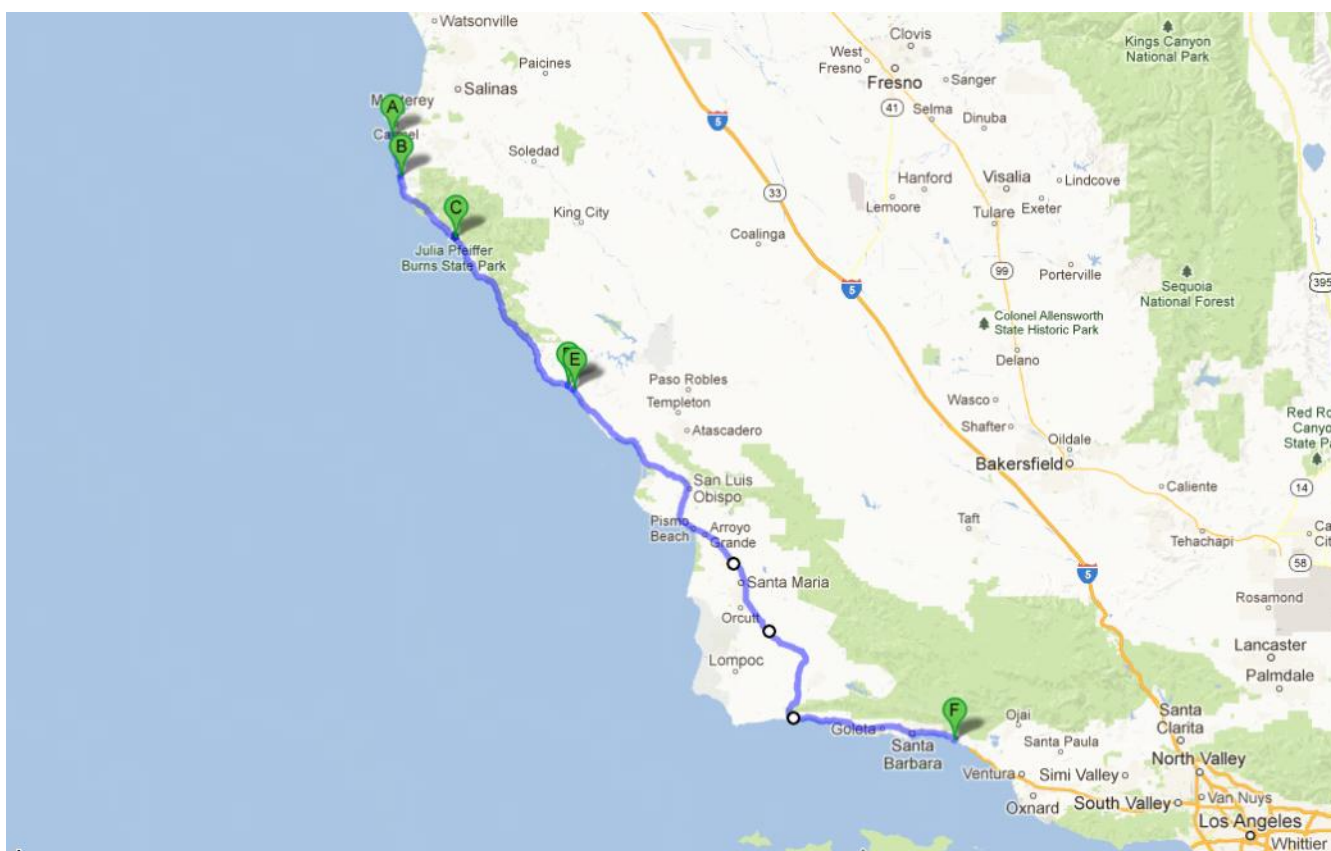 Watsonville
Kings Canyon
National Park
Clovis
West
Fresno
Fresno
Paicines
Sanger
Salinas
A
Selma
41
5
Dinuba
B
Soledad
Hanford
Visalia
Lindcove
33
Lemoore
Exeter
C
King City
Tulare
Coalinga
Julia Pfeiffer
Burns State Park
99
Porterville
395
5
Sequoia
National Forest
Colonel Allensworth
State Historic Park
E
Delano
Paso Robles
Templeton
Wasco
Atascadero
Shafter
Oildale
Bakersfield
San Luis
Obispo
Caliente
14
Pismo
Beach
Arroyo
Grande
Taft
Tehachapi
58
5
Santa Maria
Rosamond
Orcutt
Lancaster
Lompoc
Palmdale
F
Ojai
Santa
Clarita
Goleta
Santa
Barbara
Santa Paula
North Valley
Ventura
Simi Valley
Van Nuys
Oxnard
South Valley
Los Angeles
Whittier